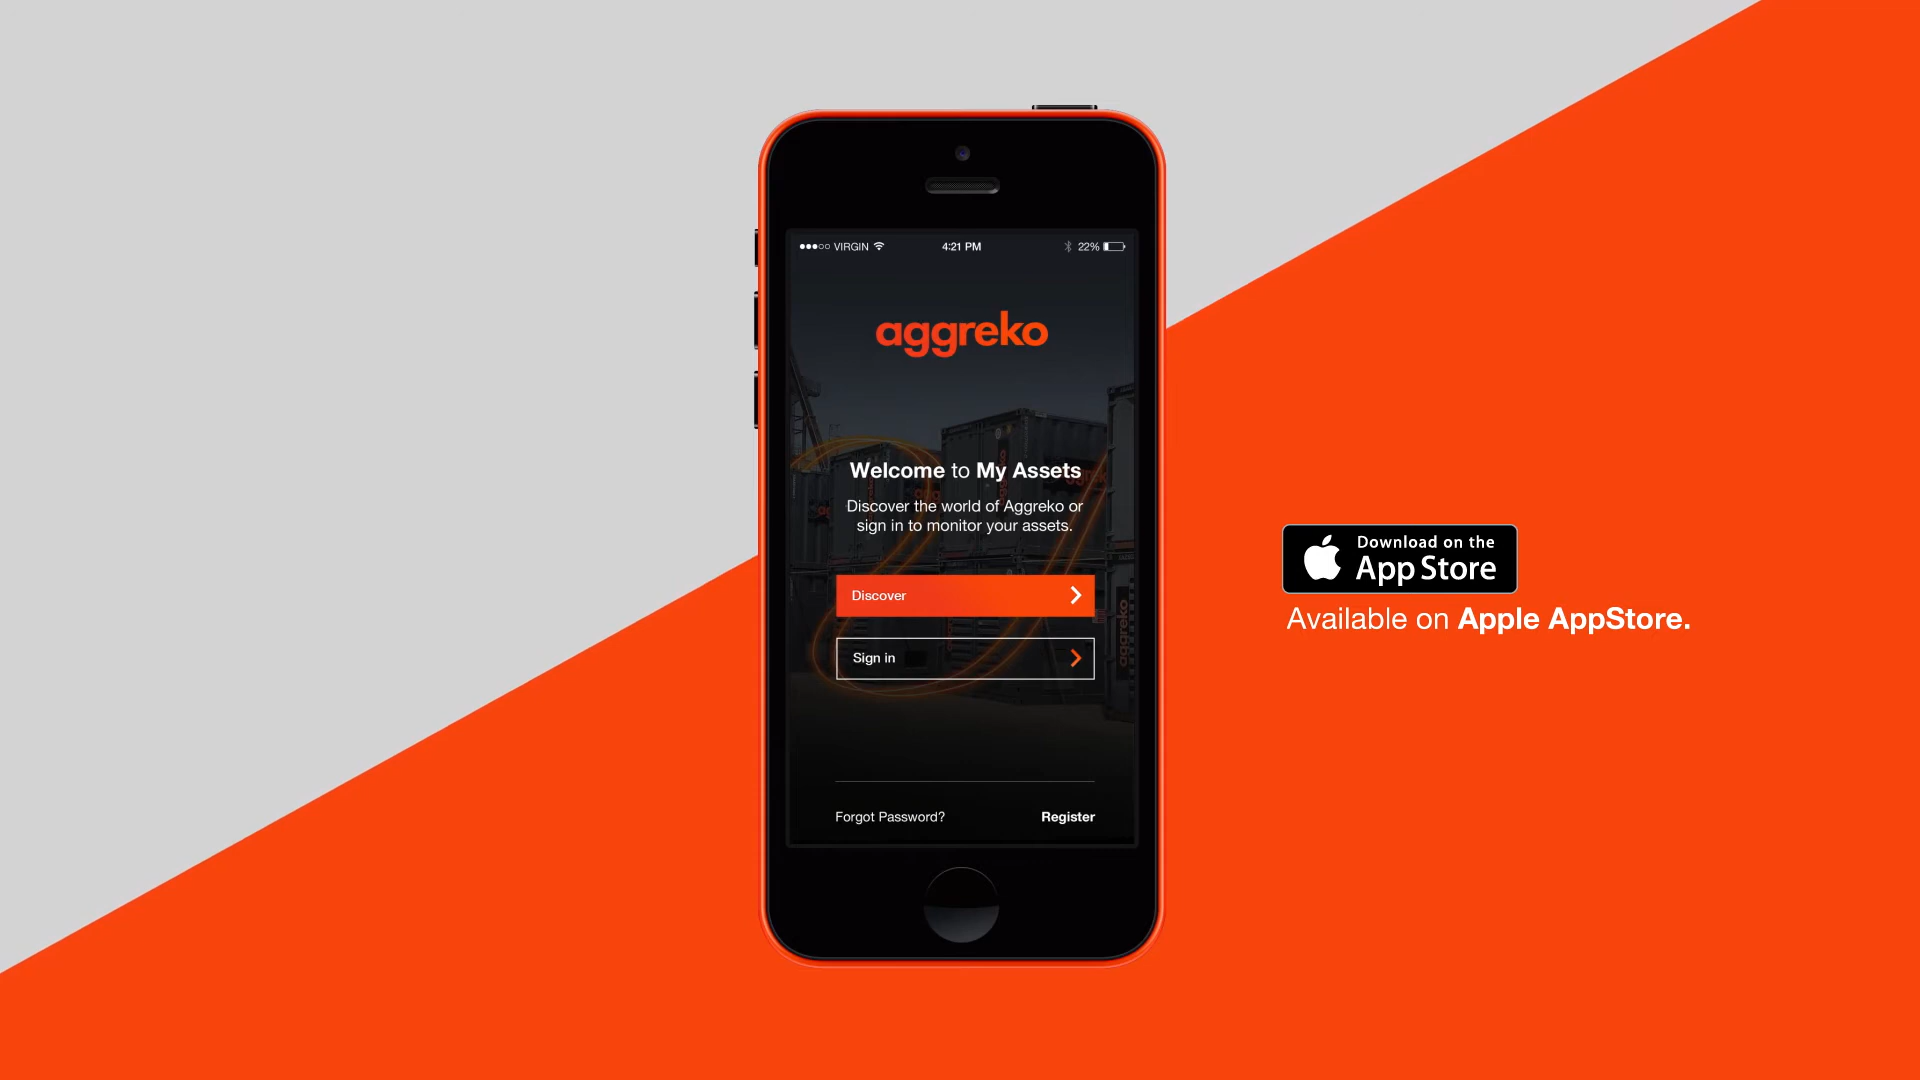 VIRGIN 4:21 PM 22%
aggreko
Welcome to My Assets
Discover the world of Aggreko or
sign in to monitor your assets.
Discover
Sign in
Forgot Password? Register
Download on the
App Store
Available on Apple AppStore.
aggreko